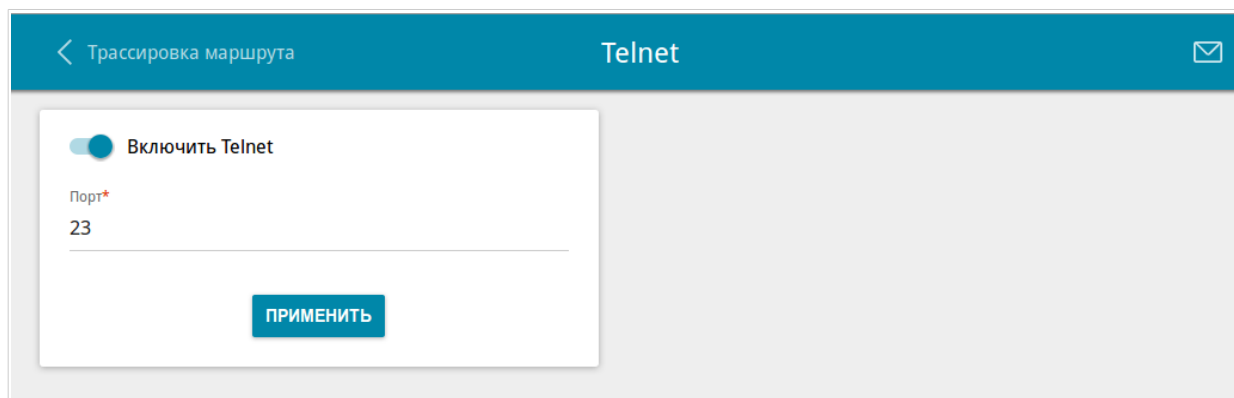 Трассировка маршрута
Telnet
Включить Telnet
Порт*
23
ПРИМЕНИТЬ